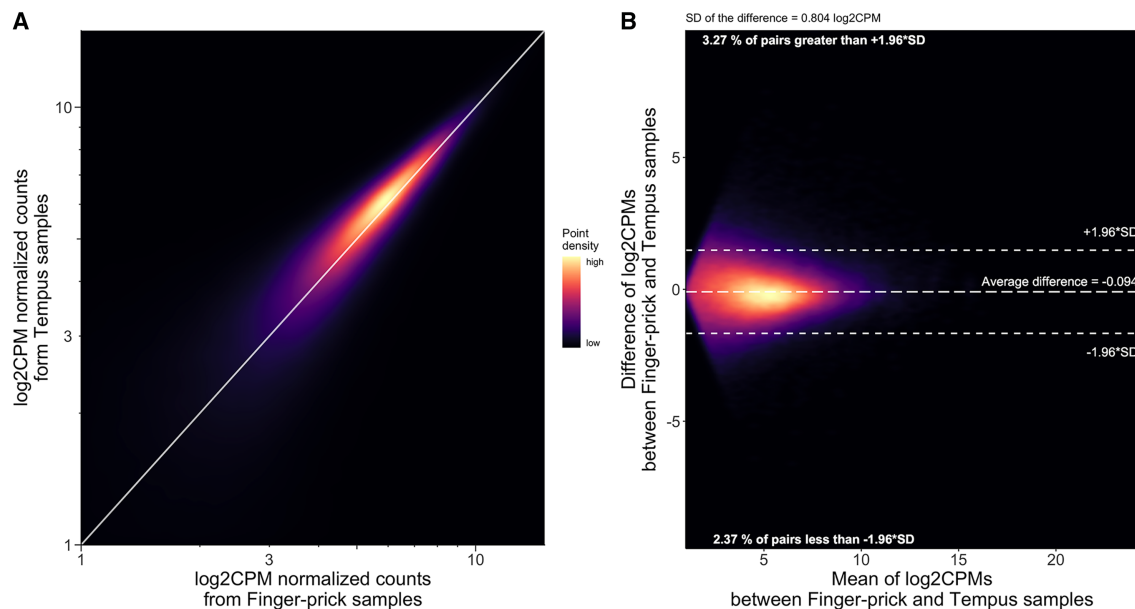 A
log2CPM normalized counts
form Tempus samples
10
3
1
1
3
10
log2CPM normalized counts
from Finger-prick samples
Point
density
high
low
B
SD of the difference = 0.804 log2CPM
3.27 % of pairs greater than +1.96*SD
Difference of log2CPMs
between Finger-prick and Tempus samples
5
0
-5
+1.96*SD
Average difference = -0.094
-1.96*SD
2.37 % of pairs less than -1.96*SD
5
10
15
20
Mean of log2CPMs
between Finger-prick and Tempus samples